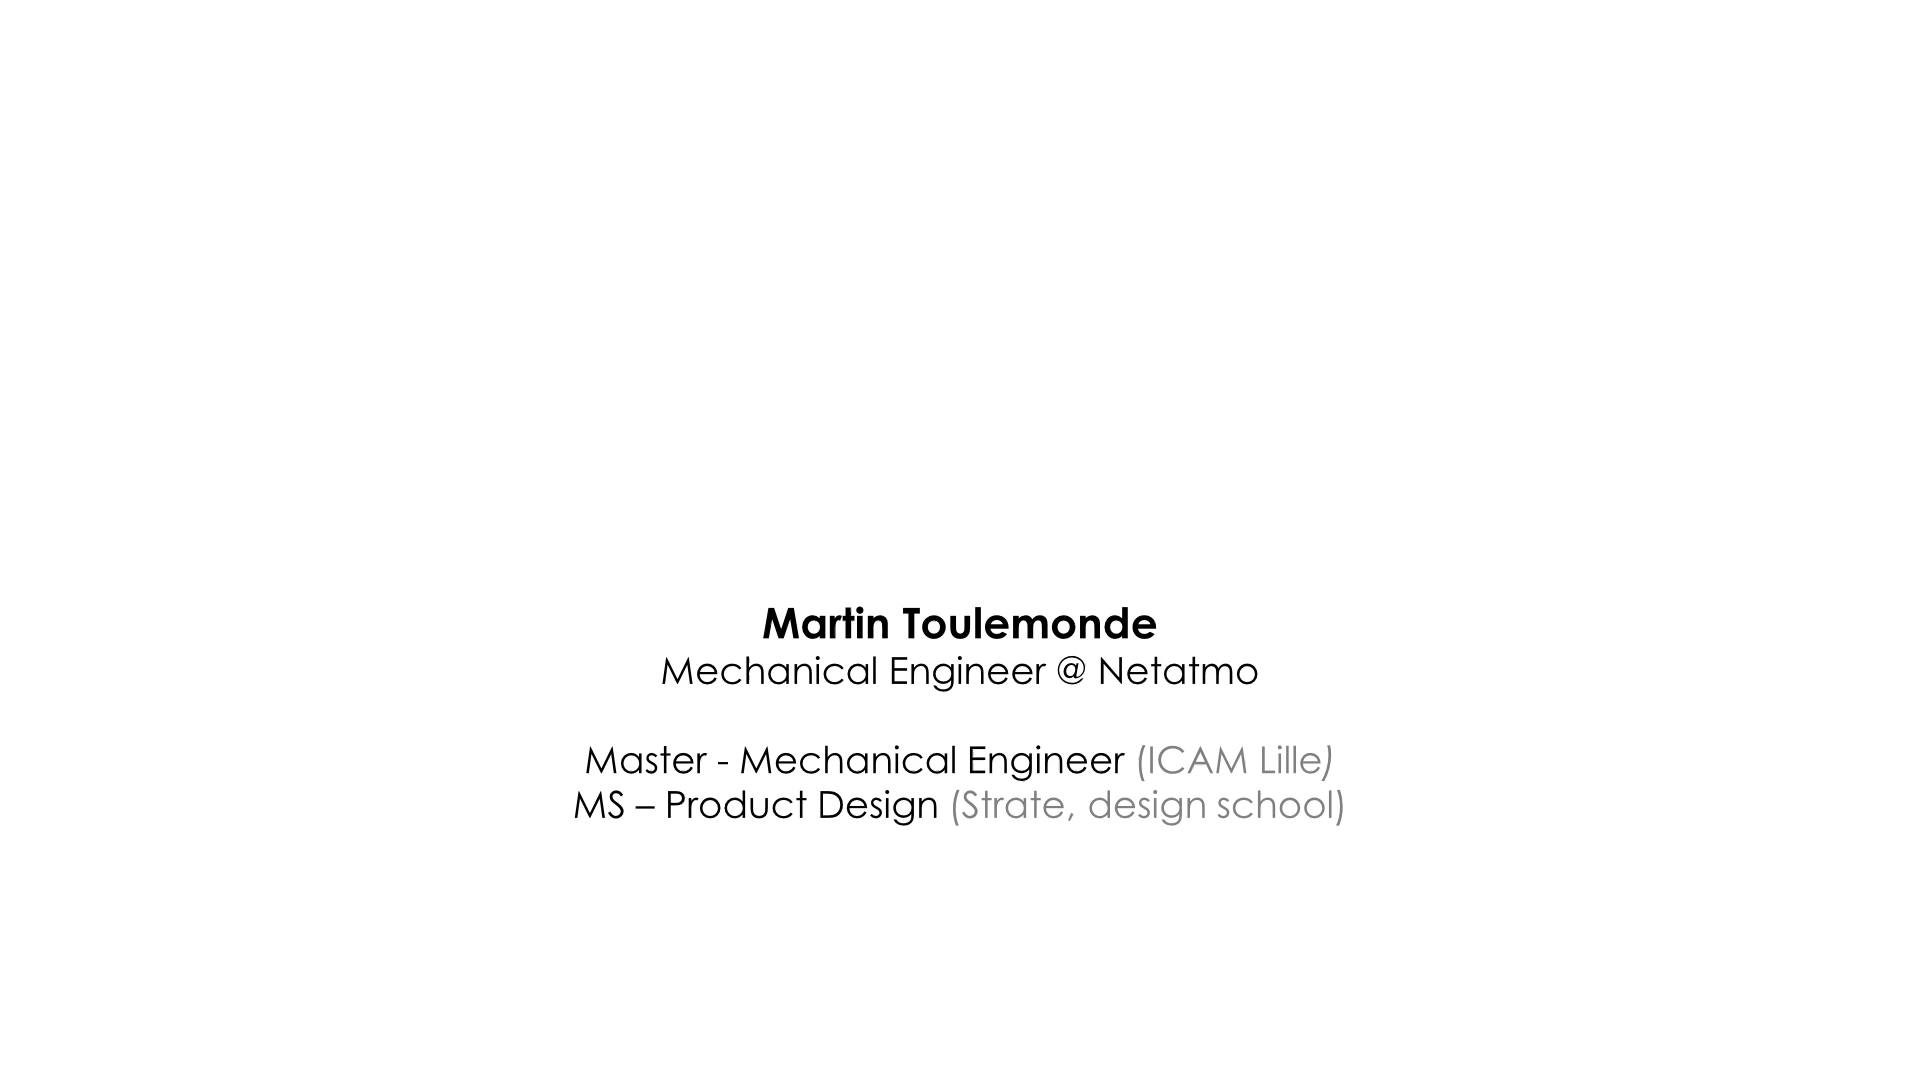 Martin Toulemonde
Mechanical Engineer @ Netatmo
Master - Mechanical Engineer (ICAM Lille)
MS – Product Design (Strate, design school)